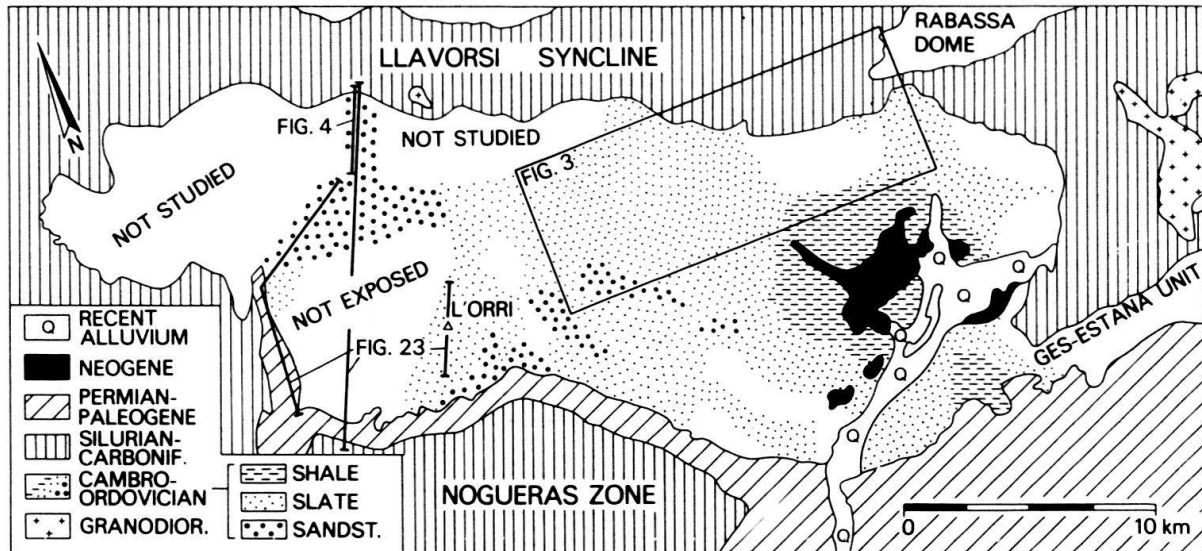 RABASSA
DOME
LLAVORSI SYNCLINE
N
FIG. 4
NOT STUDIED
FIG. 3
NOT STUDIED
NOT EXPOSED
L'ORRI
FIG. 23
Q
Q
Q
Q
Q
Q
Q
GES-ESTANA UNIT
NOGUERAS ZONE
Q RECENT
ALLUVIUM
NEOGENE
PERMIAN-
PALEOGENE
SILURIAN-
CARBONIF.
CAMBRO-
ORDOVICIAN
GRANODIOR.
SHALE
SLATE
SANDST.
0 10 km